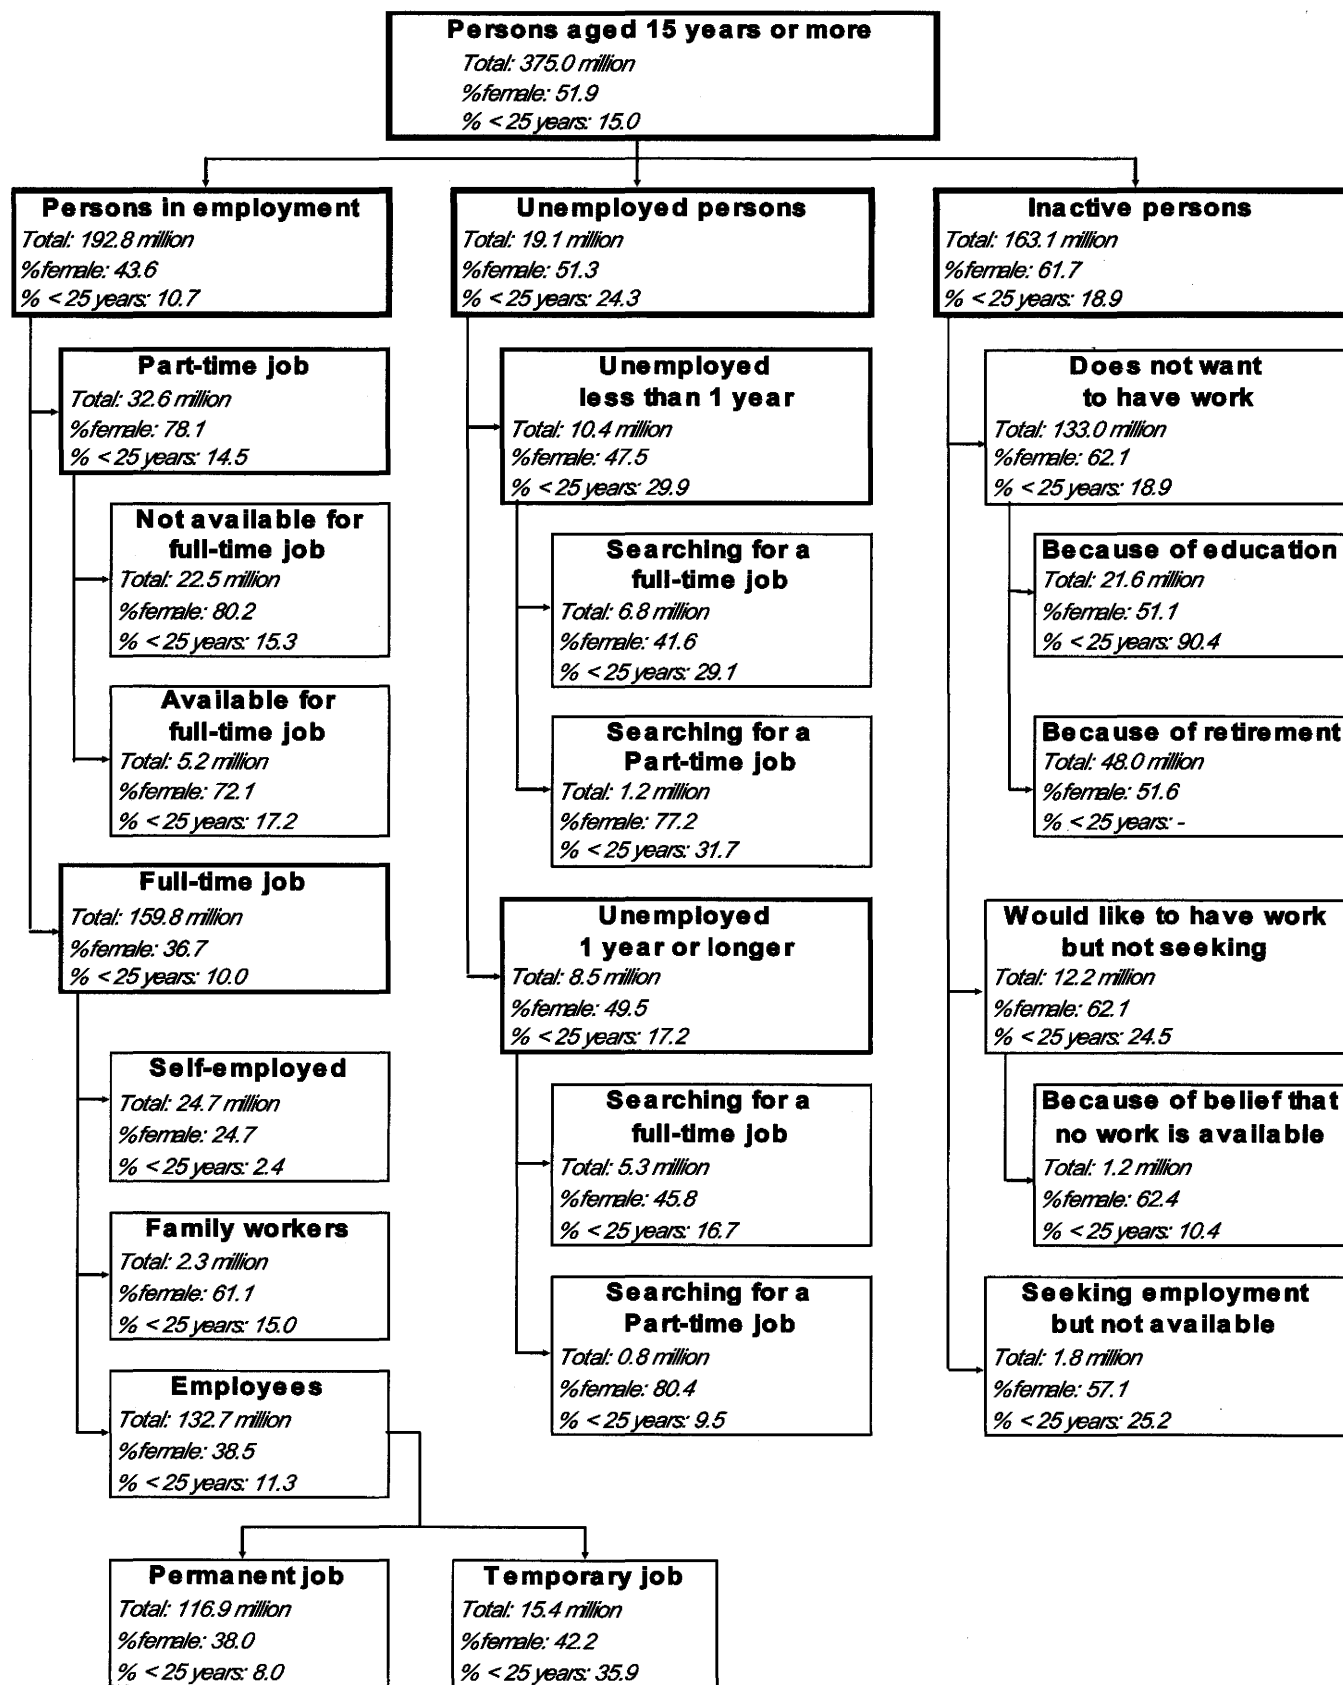 Persons aged 15 years or more
Total: 375.0 million
%female: 51.9
% < 25 years: 15.0
Persons in employment
Total: 192.8 million
%female: 43.6
% < 25 years: 10.7
Part-time job
Total: 32.6 million
%female: 78.1
% < 25 years: 14.5
Not available for
full-time job
Total: 22.5 million
%female: 80.2
% < 25 years: 15.3
Available for
full-time job
Total: 5.2 million
%female: 72.1
% < 25 years: 17.2
Full-time job
Total: 159.8 million
%female: 36.7
% < 25 years: 10.0
Self-employed
Total: 24.7 million
%female: 24.7
% < 25 years: 2.4
Family workers
Total: 2.3 million
%female: 61.1
% < 25 years: 15.0
Employees
Total: 132.7 million
%female: 38.5
% < 25 years: 11.3
Permanent job
Total: 116.9 million
%female: 38.0
% < 25 years: 8.0
Temporary job
Total: 15.4 million
%female: 42.2
% < 25 years: 35.9
Unemployed persons
Total: 19.1 million
%female: 51.3
% < 25 years: 24.3
Unemployed
less than 1 year
Total: 10.4 million
%female: 47.5
% < 25 years: 29.9
Searching for a
full-time job
Total: 6.8 million
%female: 41.6
% < 25 years: 29.1
Searching for a
Part-time job
Total: 1.2 million
%female: 77.2
% < 25 years: 31.7
Unemployed
1 year or longer
Total: 8.5 million
%female: 49.5
% < 25 years: 17.2
Searching for a
full-time job
Total: 5.3 million
%female: 45.8
% < 25 years: 16.7
Searching for a
Part-time job
Total: 0.8 million
%female: 80.4
% < 25 years: 9.5
Inactive persons
Total: 163.1 million
%female: 61.7
% < 25 years: 18.9
Does not want
to have work
Total: 133.0 million
%female: 62.1
% < 25 years: 18.9
Because of education
Total: 21.6 million
%female: 51.1
% < 25 years: 90.4
Because of retirement
Total: 48.0 million
%female: 51.6
% < 25 years: -
Would like to have work
but not seeking
Total: 12.2 million
%female: 62.1
% < 25 years: 24.5
Because of belief that
no work is available
Total: 1.2 million
%female: 62.4
% < 25 years: 10.4
Seeking employment
but not available
Total: 1.8 million
%female: 57.1
% < 25 years: 25.2